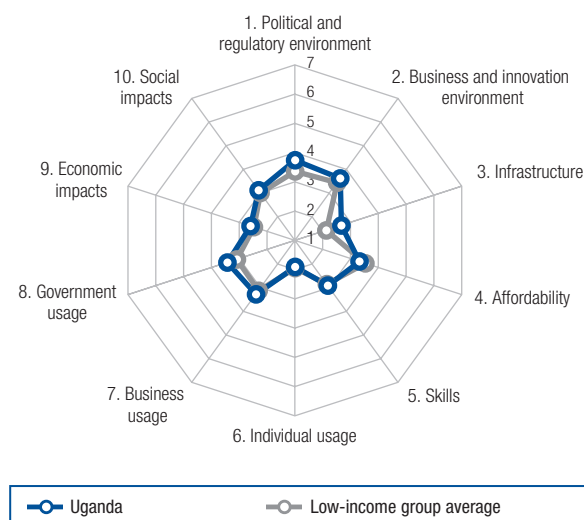 1. Political and
regulatory environment
10. Social
impacts
2. Business and innovation
environment
9. Economic
impacts
3. Infrastructure
8. Government
usage
4. Affordability
7. Business
usage
5. Skills
6. Individual usage
7
6
5
4
3
2
1
Uganda
Low-income group average